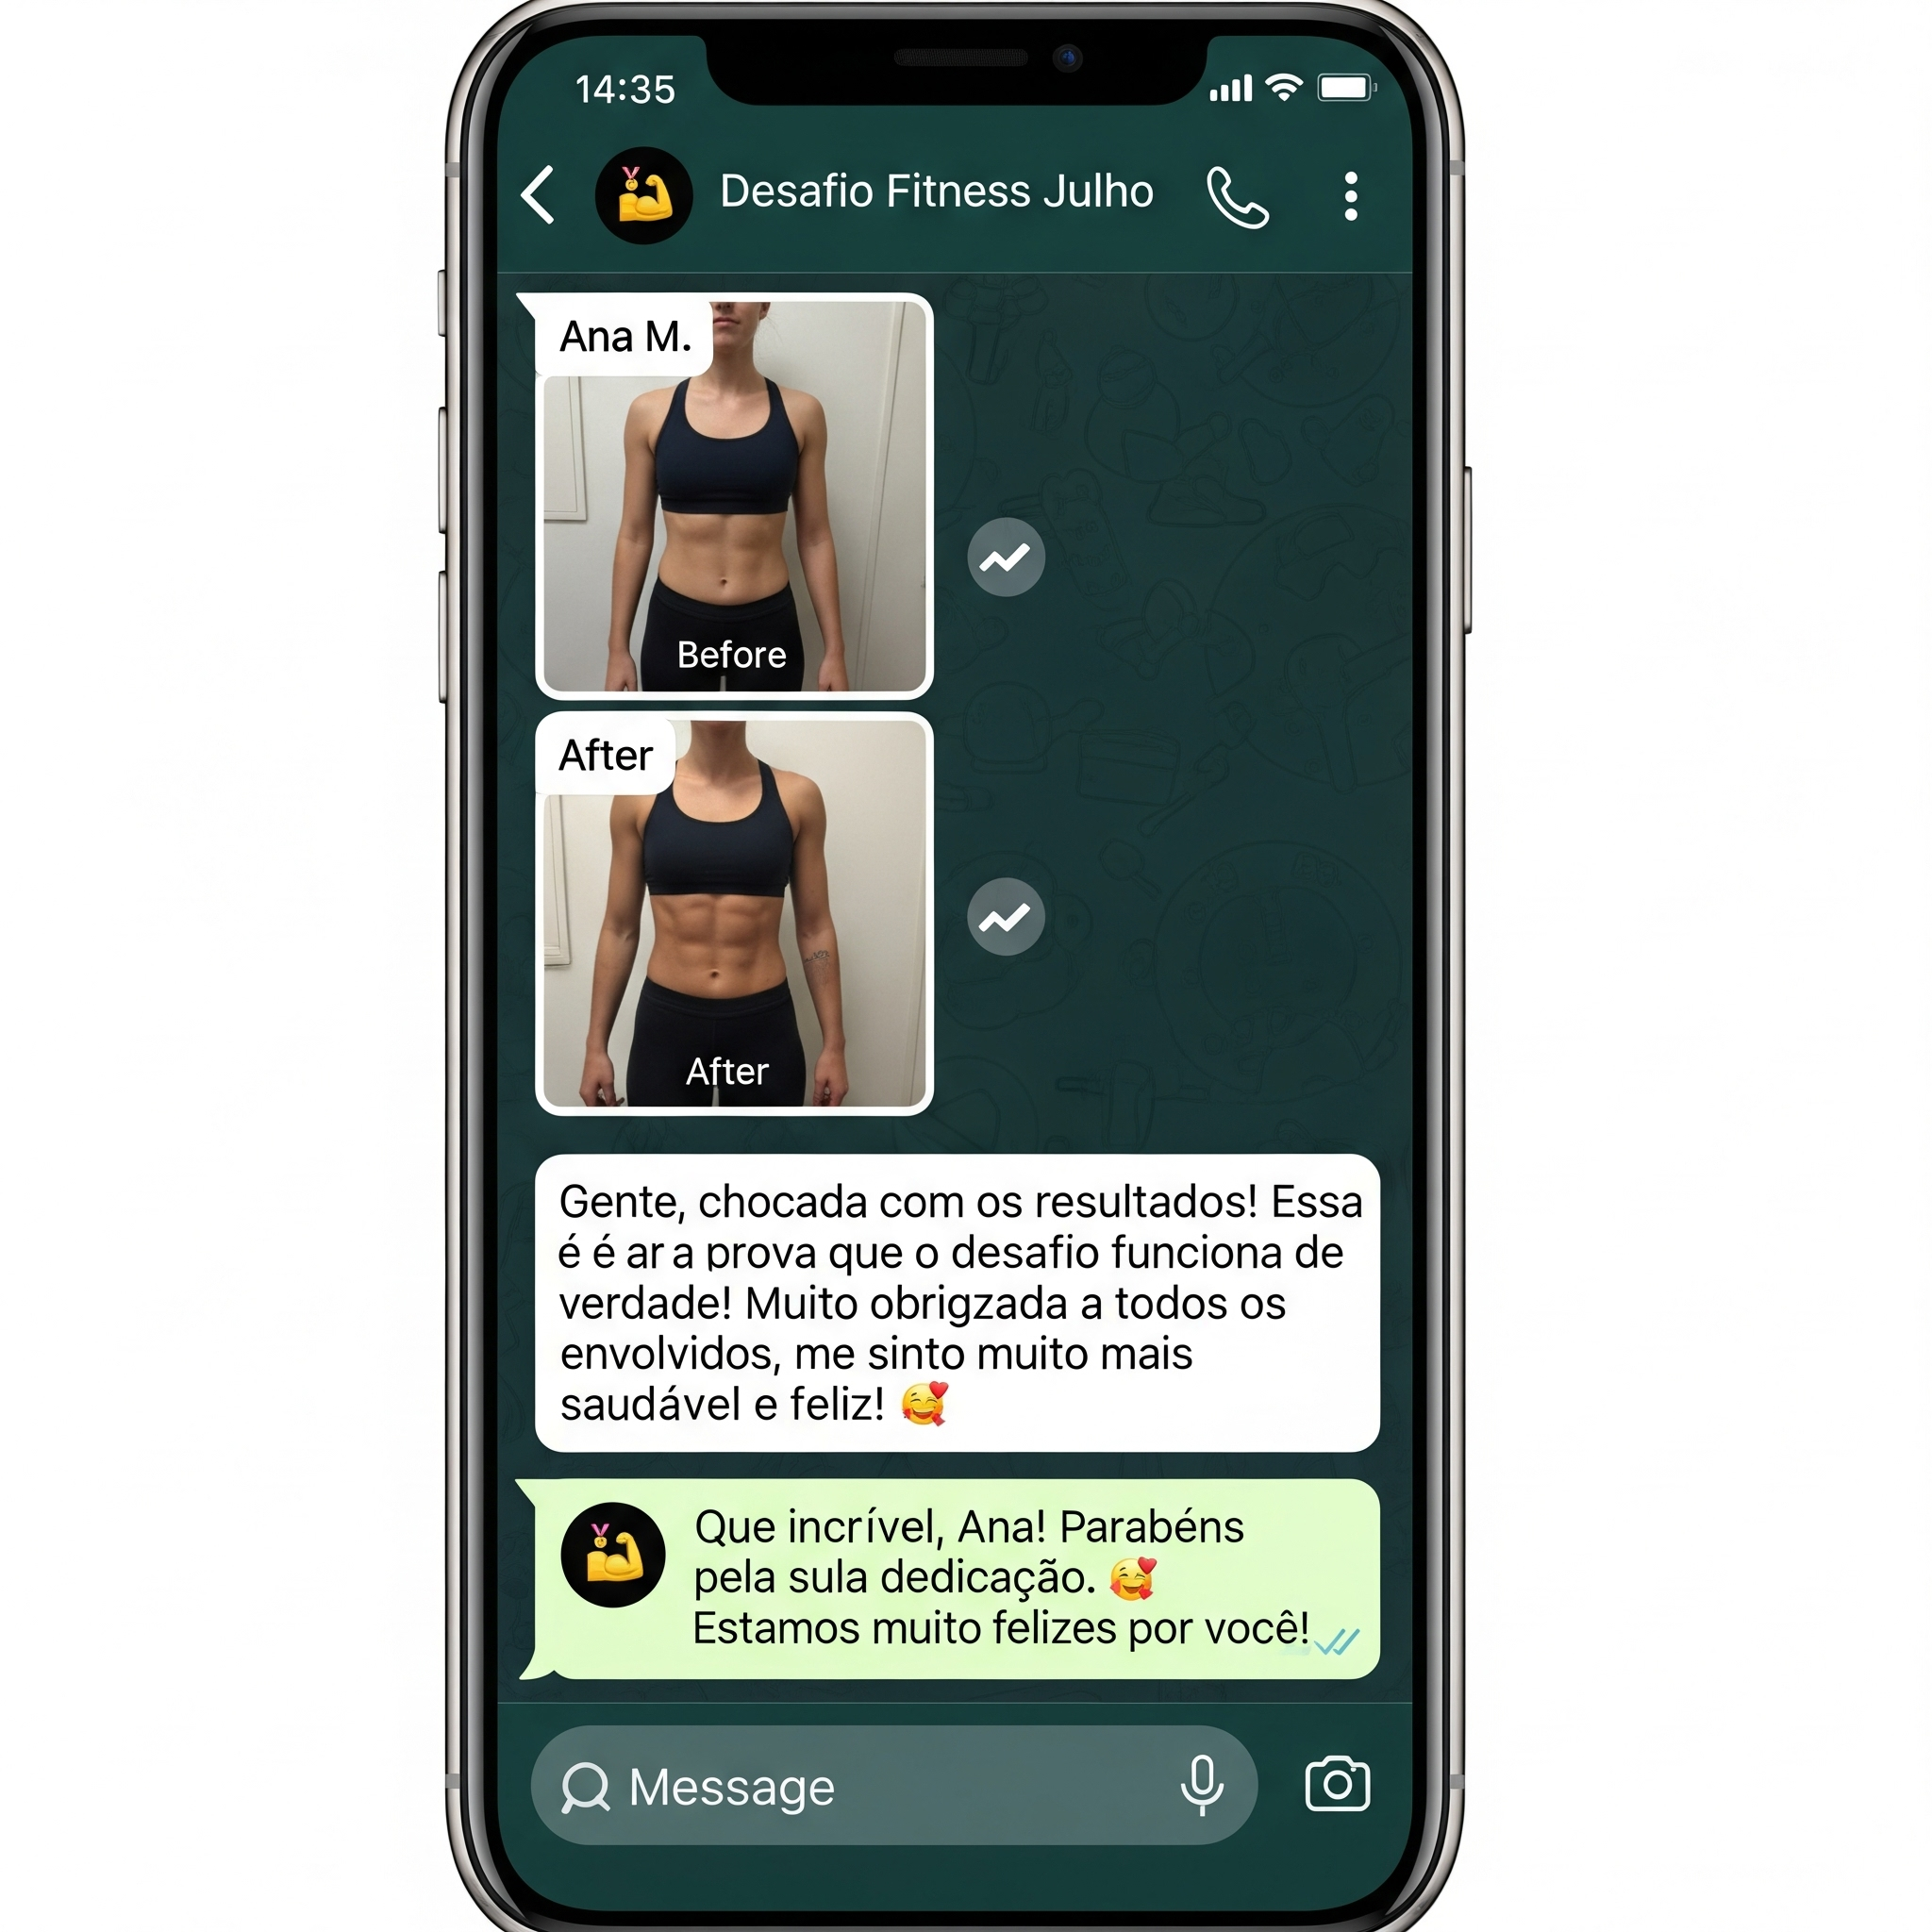 14:35
Desafio Fitness Julho
Ana M.
Before
After
After
Gente, chocada com os resultados! Essa
é é ar a prova que o desafio funciona de
verdade! Muito obrigzada a todos os
envolvidos, me sinto muito mais
saudável e feliz! 🥰
Que incrível, Ana! Parabéns
pela sula dedicação. 🥰
Estamos muito felizes por você!
Message